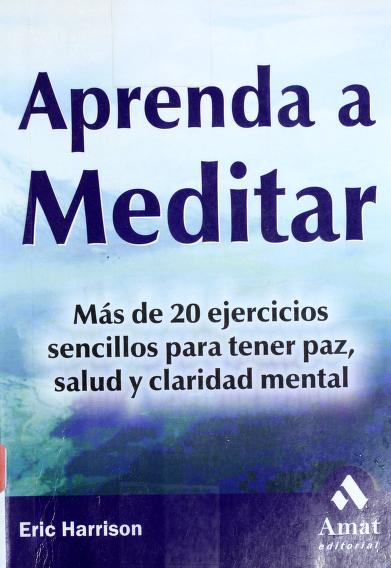 Aprenda a
Meditar
Más de 20 ejercicios
sencillos para tener paz,
salud y claridad mental
Eric Harrison
Amat
editorial